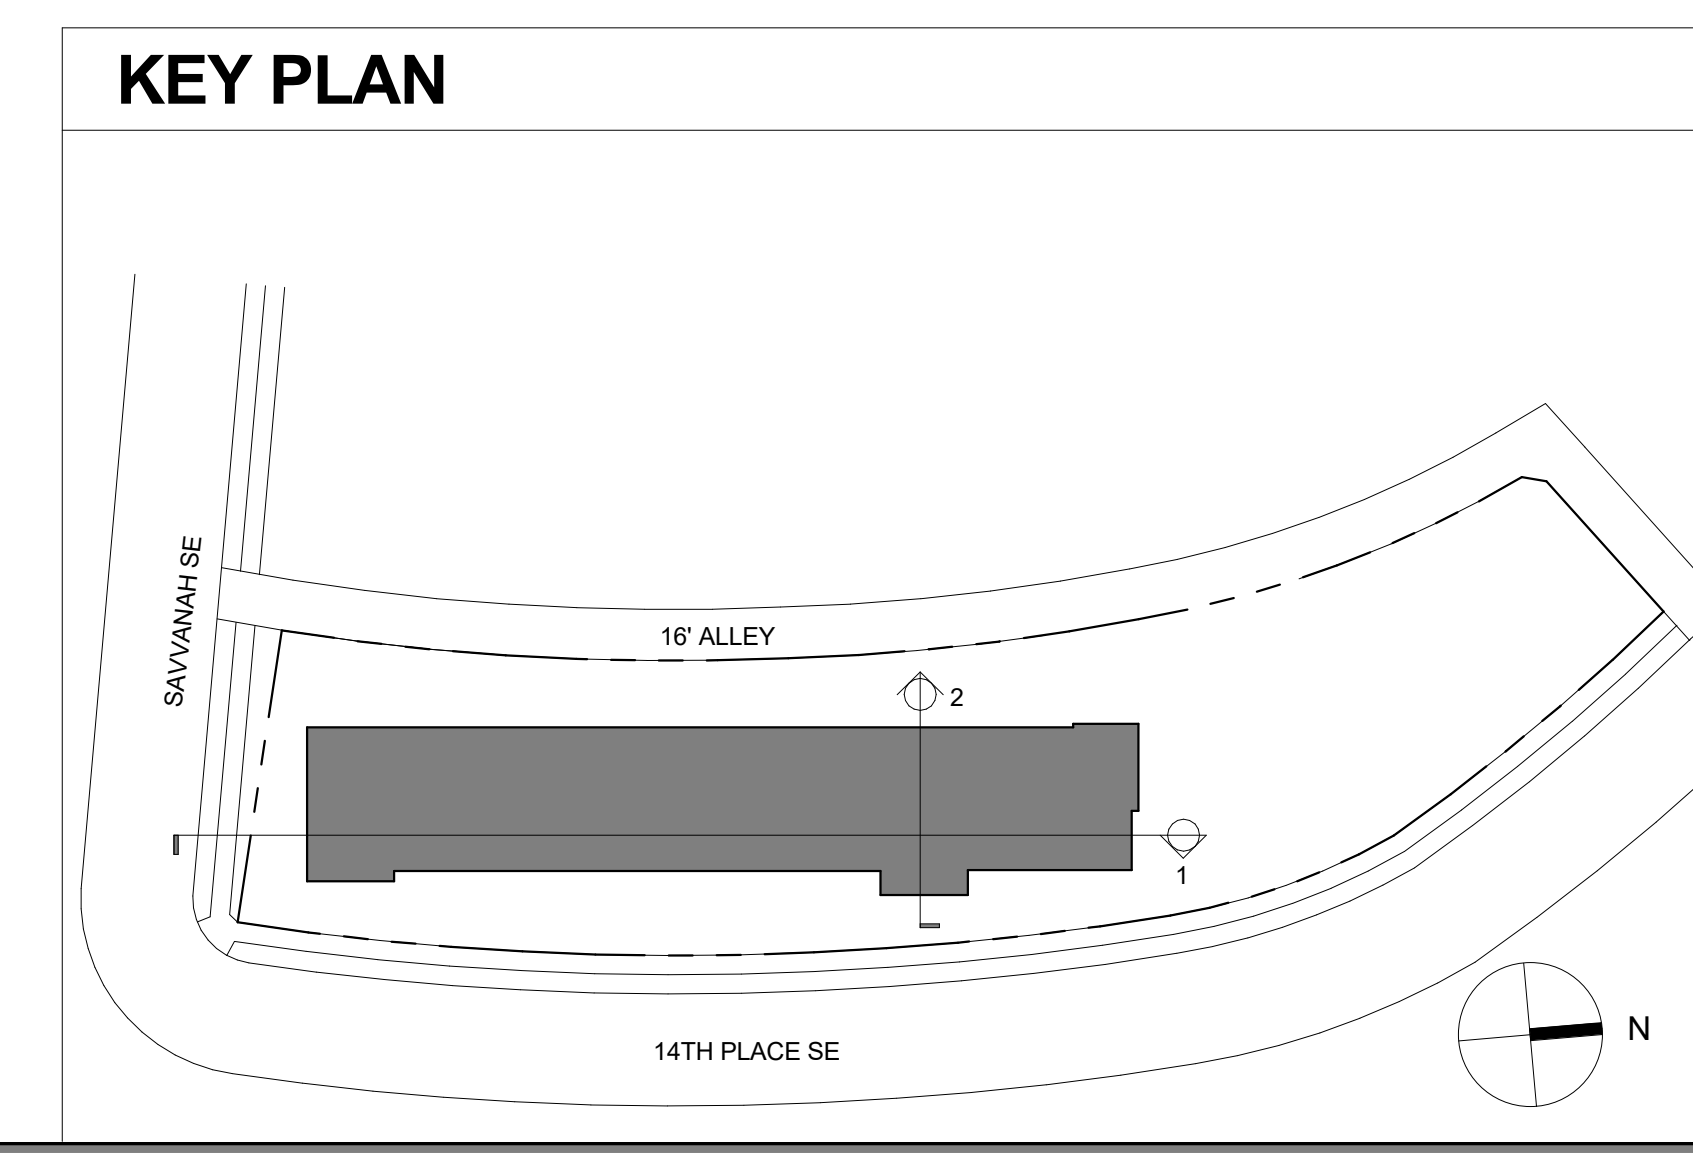 KEY PLAN
SAVVANAH SE
16' ALLEY
2
1
14TH PLACE SE
N